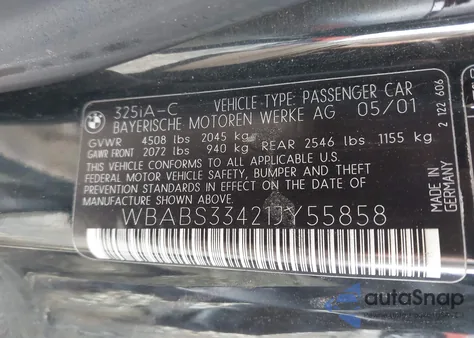 325iA-C VEHICLE TYPE: PASSENGER CAR
BAYERISCHE MOTOREN WERKE AG 05/01
GVWR 4508 lbs 2045 kg
GAWR FRONT 2072 lbs 940 kg REAR 2546 lbs 1155 kg
THIS VEHICLE CONFORMS TO ALL APPLICABLE U.S.
FEDERAL MOTOR VEHICLE SAFETY, BUMPER AND THEFT
PREVENTION STANDARDS IN EFFECT ON THE DATE OF
MANUFACTURE SHOWN ABOVE.
WBABS33421JY55858
MADE IN GERMANY
2 122 606
autoSnap